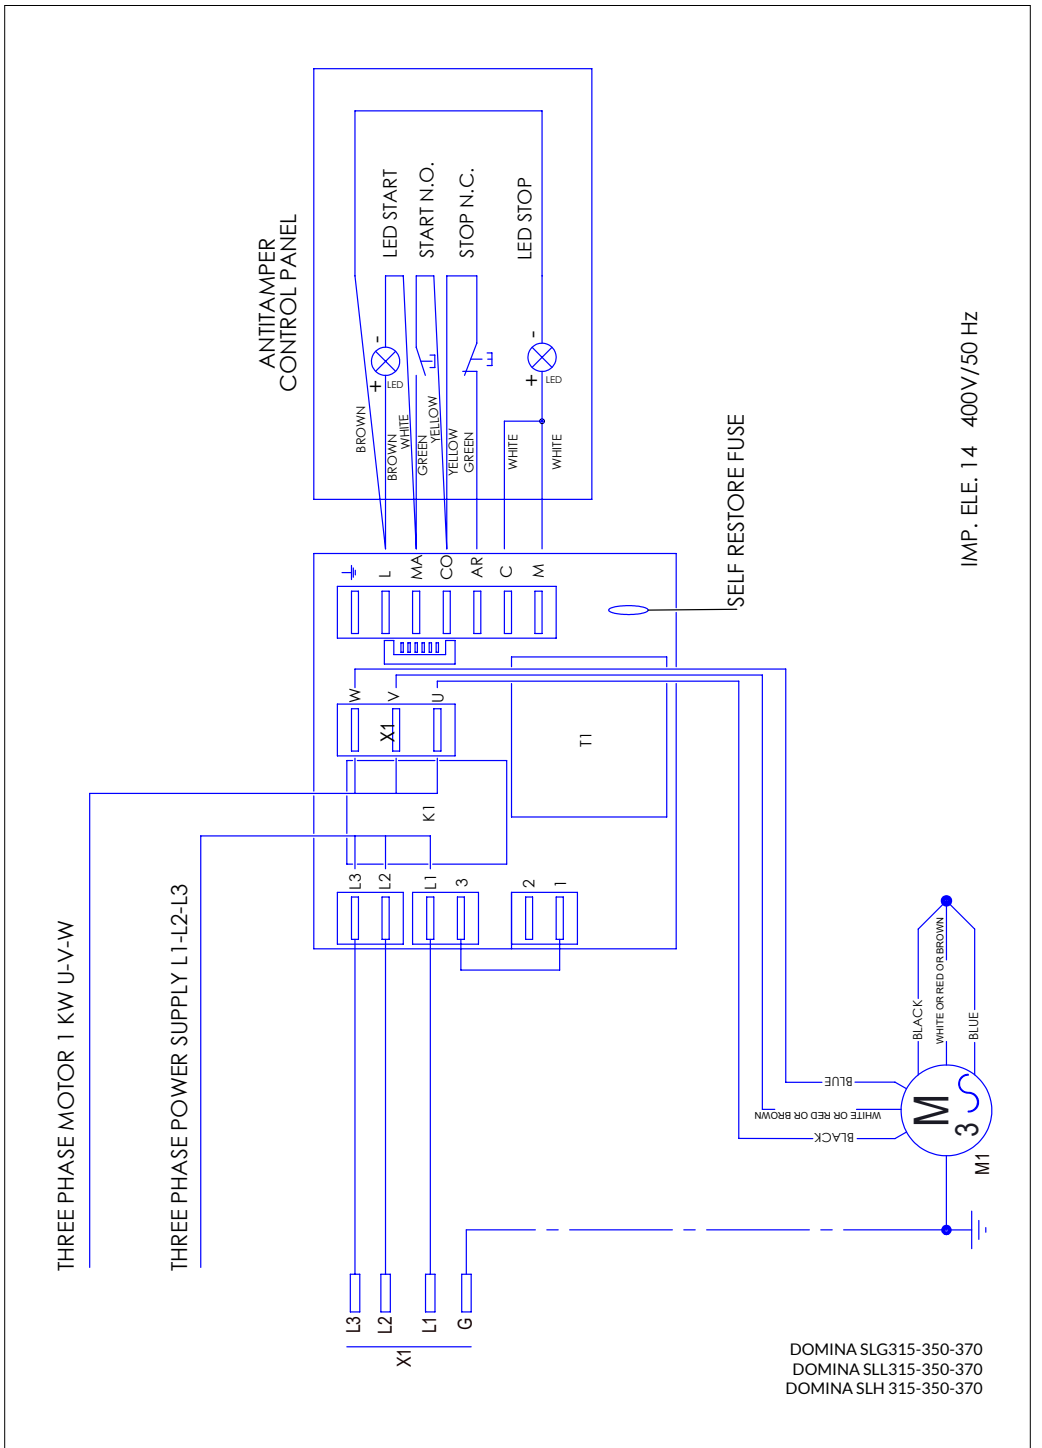 ANTITAMPER
CONTROL PANEL
LED START
START N.O.
STOP N.C.
LED STOP
-
+
LED
-
+
LED
BROWN
BROWN
WHITE
GREEN
YELLOW
YELLOW
GREEN
WHITE
WHITE
L
MA
CO
AR
C
M
SELF RESTORE FUSE
IMP. ELE. 14 400V/50 Hz
W
V
U
X1
T1
K1
L3
L2
L1
3
2
1
THREE PHASE MOTOR 1 KW U-V-W
THREE PHASE POWER SUPPLY L1-L2-L3
BLACK
WHITE OR RED OR BROWN
BLUE
BLUE
WHITE OR RED OR BROWN
BLACK
M
3
M1
L3
L2
L1
G
X1
DOMINA SLG315-350-370
DOMINA SLL315-350-370
DOMINA SLH 315-350-370